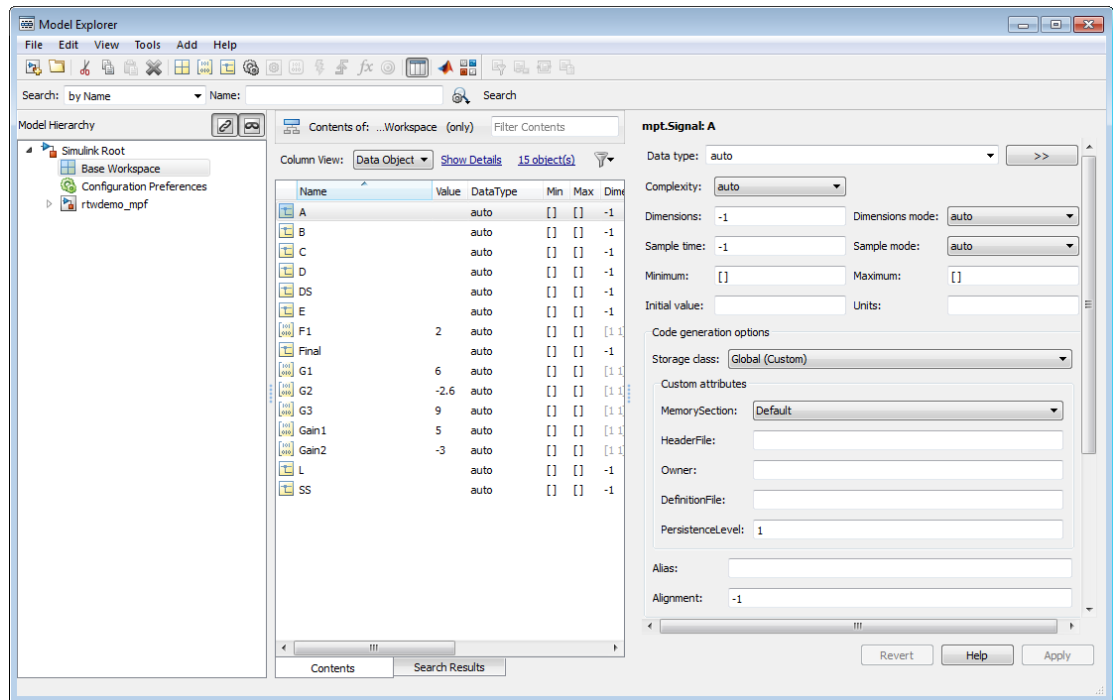 Model Explorer
File Edit View Tools Add Help
Search: by Name Name: Search
Model Hierarchy
Simulink Root
Base Workspace
Configuration Preferences
rtwdemo_mpf
Contents of: ...Workspace (only) Filter Contents
Column View: Data Object Show Details 15 object(s)
Name Value DataType Min Max Dime
A auto [] [] -1
B auto [] [] -1
C auto [] [] -1
D auto [] [] -1
DS auto [] [] -1
E auto [] [] -1
F1 2 auto [] [] [1 1]
Final auto [] [] -1
G1 6 auto [] [] [1 1]
G2 -2.6 auto [] [] [1 1]
G3 9 auto [] [] [1 1]
Gain1 5 auto [] [] [1 1]
Gain2 -3 auto [] [] [1 1]
L auto [] [] -1
SS auto [] [] -1
Contents Search Results
mpt.Signal: A
Data type: auto >>
Complexity: auto
Dimensions: -1 Dimensions mode: auto
Sample time: -1 Sample mode: auto
Minimum: [] Maximum: []
Initial value: Units:
Code generation options
Storage class: Global (Custom)
Custom attributes
MemorySection: Default
HeaderFile:
Owner:
DefinitionFile:
PersistenceLevel: 1
Alias:
Alignment: -1
Revert Help Apply